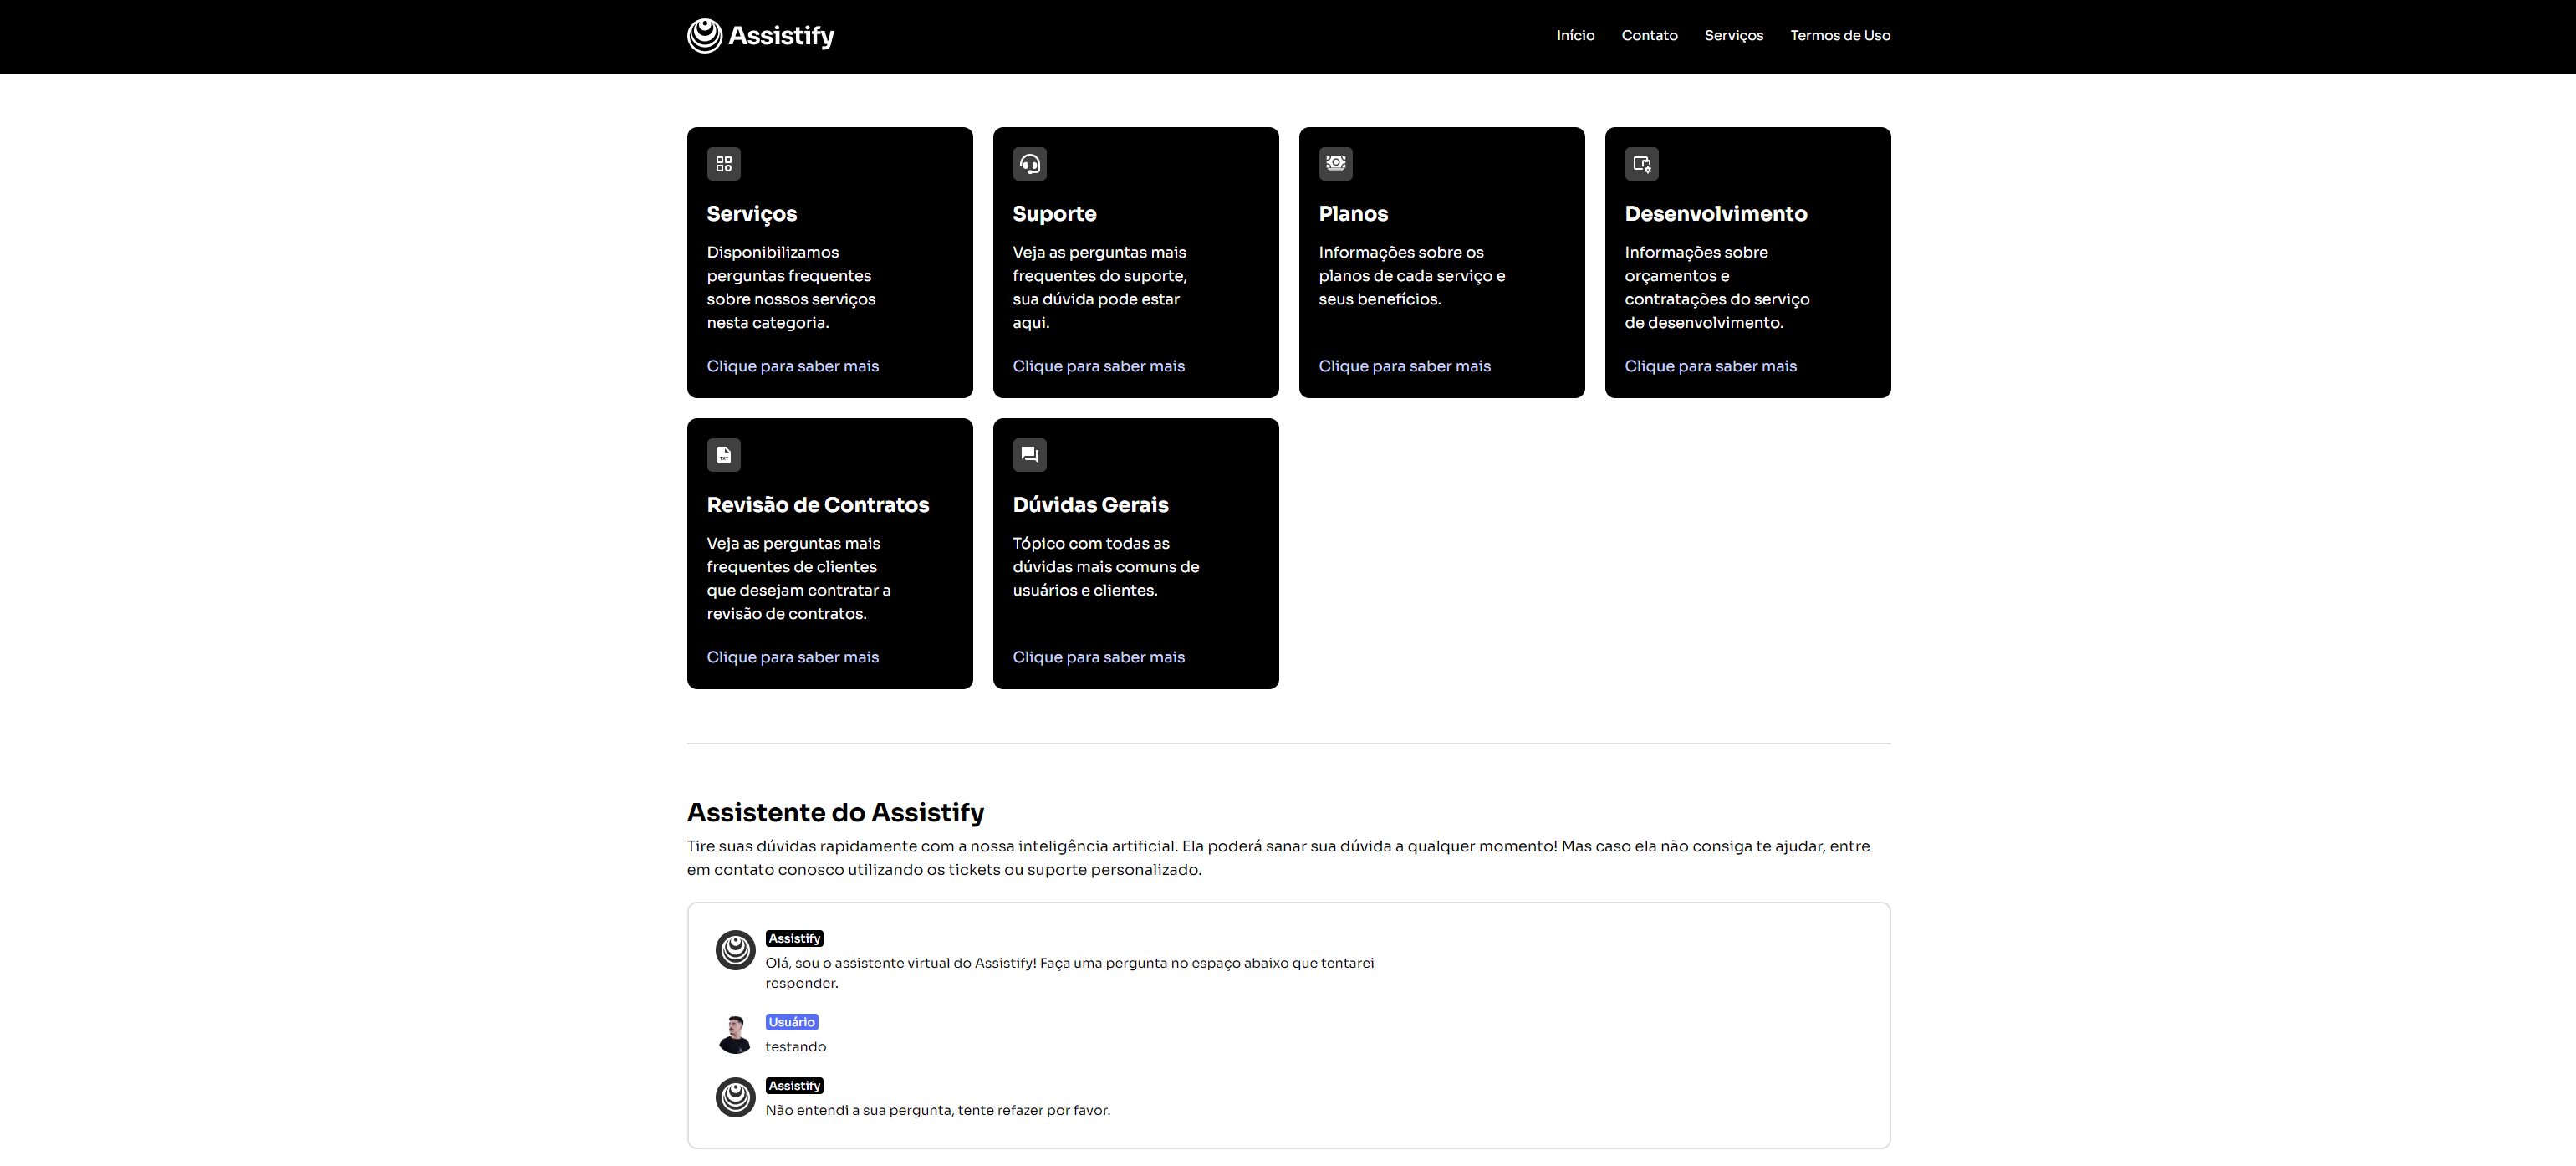 Assistify
Início Contato Serviços Termos de Uso
Serviços
Disponibilizamos
perguntas frequentes
sobre nossos serviços
nesta categoria.
Clique para saber mais
Suporte
Veja as perguntas mais
frequentes do suporte,
sua dúvida pode estar
aqui.
Clique para saber mais
Planos
Informações sobre os
planos de cada serviço e
seus benefícios.
Clique para saber mais
Desenvolvimento
Informações sobre
orçamentos e
contratações do serviço
de desenvolvimento.
Clique para saber mais
TXT
Revisão de Contratos
Veja as perguntas mais
frequentes de clientes
que desejam contratar a
revisão de contratos.
Clique para saber mais
Dúvidas Gerais
Tópico com todas as
dúvidas mais comuns de
usuários e clientes.
Clique para saber mais
Assistente do Assistify
Tire suas dúvidas rapidamente com a nossa inteligência artificial. Ela poderá sanar sua dúvida a qualquer momento! Mas caso ela não consiga te ajudar, entre
em contato conosco utilizando os tickets ou suporte personalizado.
Assistify
Olá, sou o assistente virtual do Assistify! Faça uma pergunta no espaço abaixo que tentarei
responder.
Usuário
testando
Assistify
Não entendi a sua pergunta, tente refazer por favor.